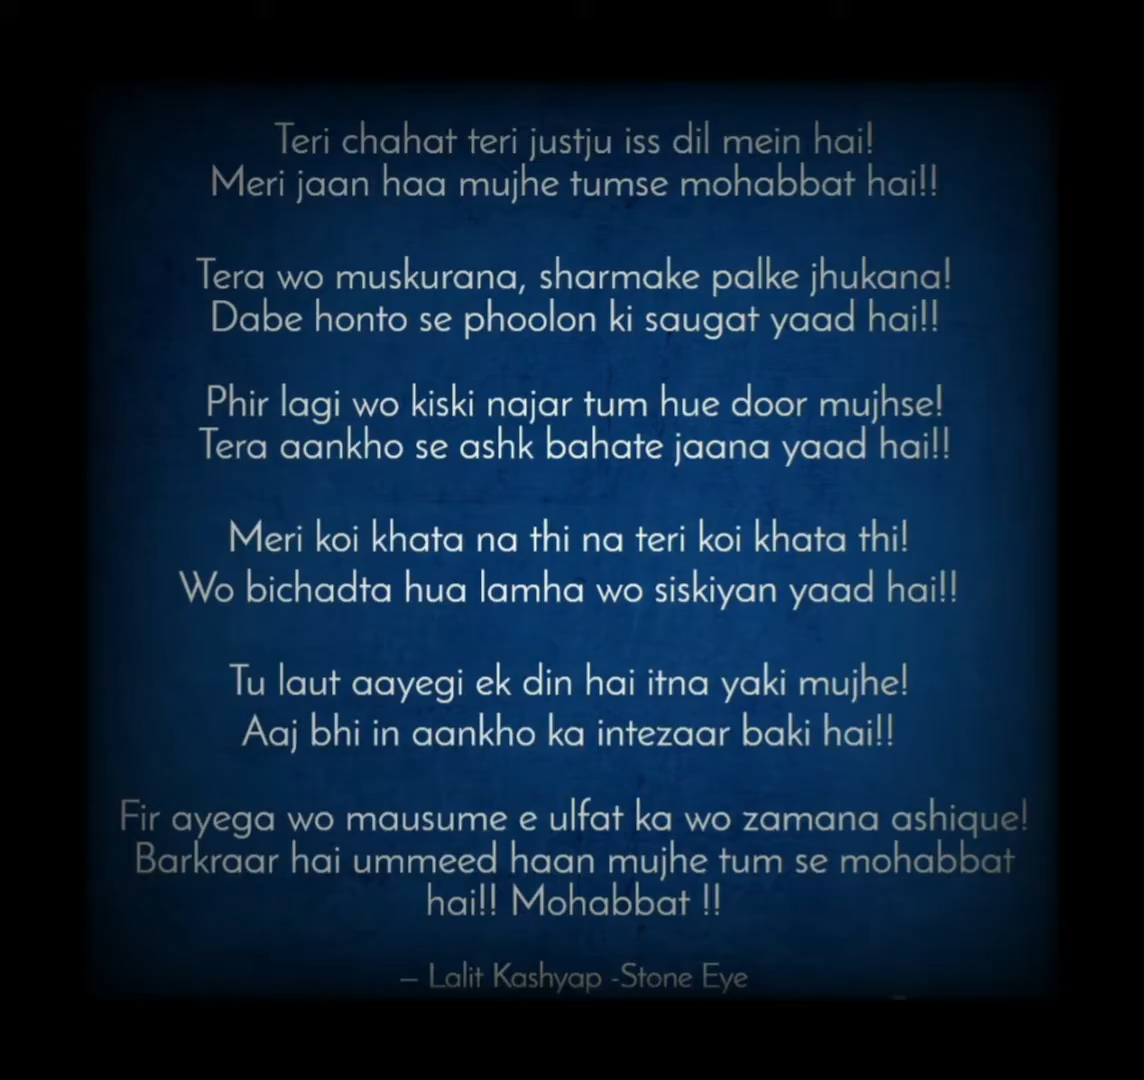 Teri chahat teri justju iss dil mein hai!
Meri jaan haa mujhe tumse mohabbat hai!!
Tera wo muskurana, sharmake palke jhukana!
Dabe honto se phoolon ki saugat yaad hai!!
Phir lagi wo kiski najar tum hue door mujhse!
Tera aankho se ashk bahate jaana yaad hai!!
Meri koi khata na thi na teri koi khata thi!
Wo bichadta hua lamha wo siskiyan yaad hai!!
Tu laut aayegi ek din hai itna yaki mujhe!
Aaj bhi in aankho ka intezaar baki hai!!
Fir ayega wo mausume e ulfat ka wo zamana ashique!
Barkraar hai ummeed haan mujhe tum se mohabbat
hai!! Mohabbat !!
– Lalit Kashyap -Stone Eye